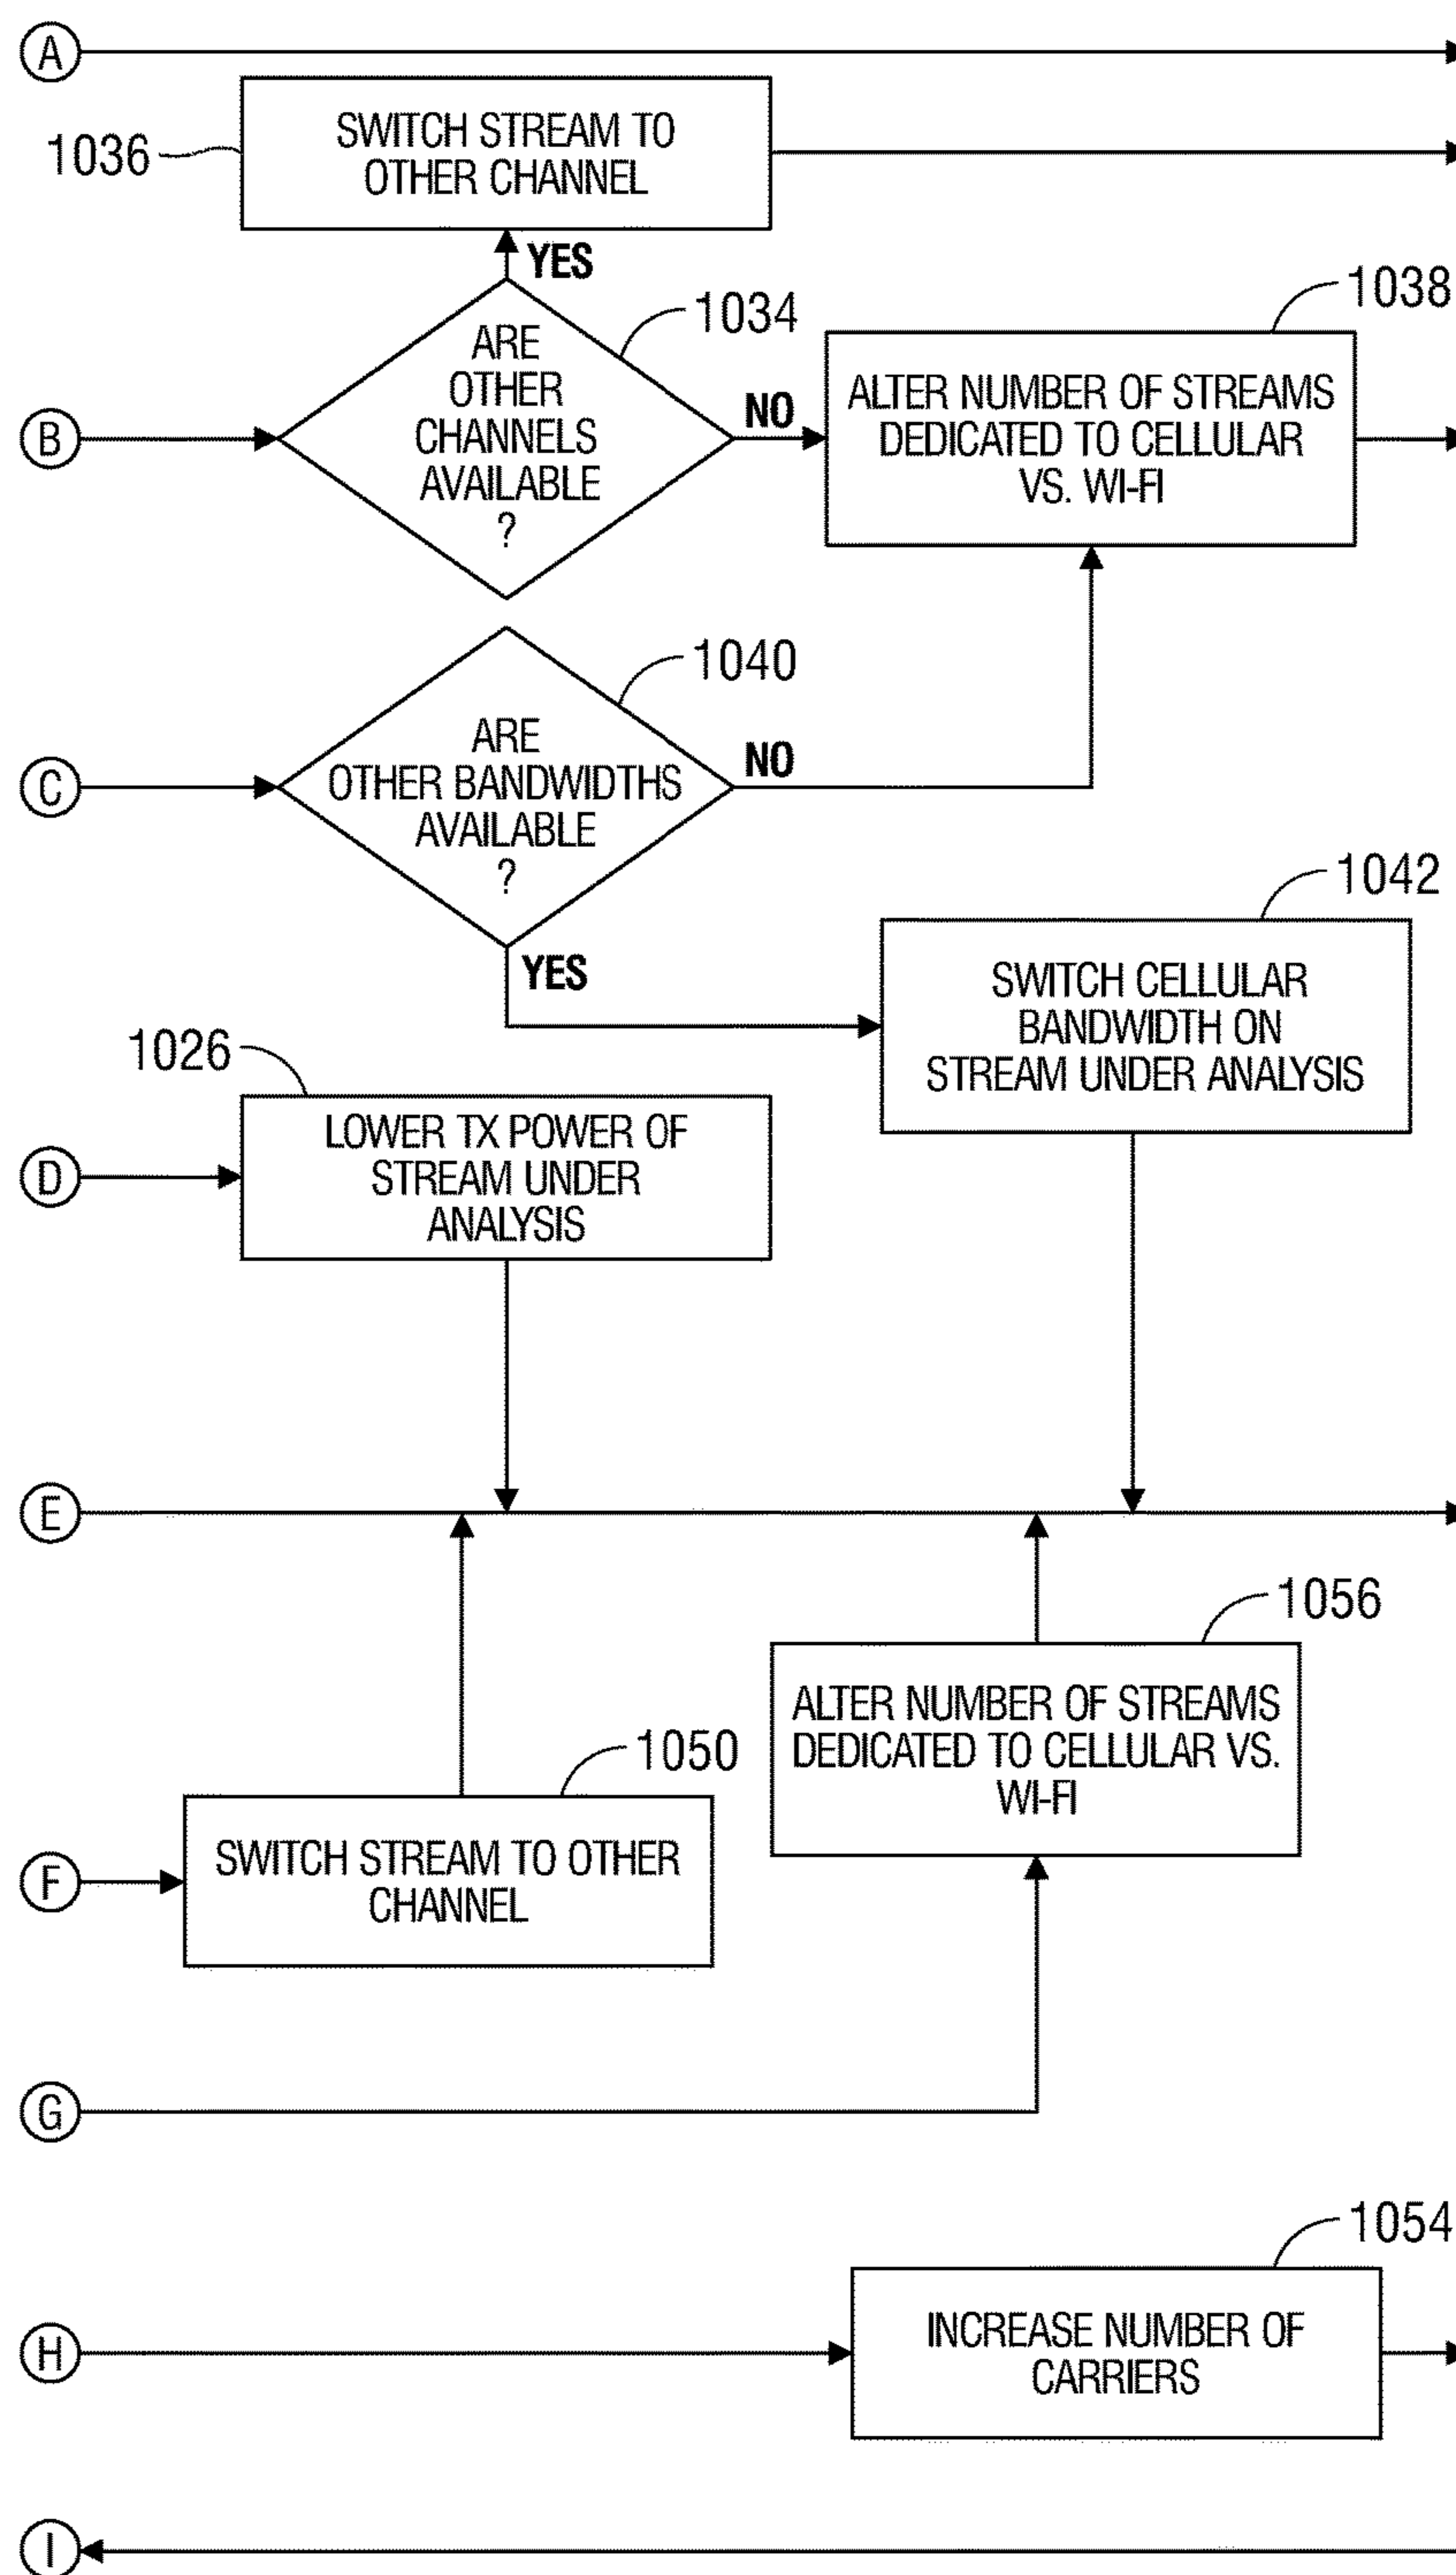 A
1036
SWITCH STREAM TO
OTHER CHANNEL
YES
1034
ARE
OTHER
CHANNELS
AVAILABLE
?
B
NO
1038
ALTER NUMBER OF STREAMS
DEDICATED TO CELLULAR
VS. WI-FI
1040
ARE
OTHER BANDWIDTHS
AVAILABLE
?
C
NO
YES
1042
SWITCH CELLULAR
BANDWIDTH ON
STREAM UNDER ANALYSIS
1026
LOWER TX POWER OF
STREAM UNDER
ANALYSIS
D
E
1056
ALTER NUMBER OF STREAMS
DEDICATED TO CELLULAR VS.
WI-FI
1050
SWITCH STREAM TO OTHER
CHANNEL
F
G
1054
INCREASE NUMBER OF
CARRIERS
H
I